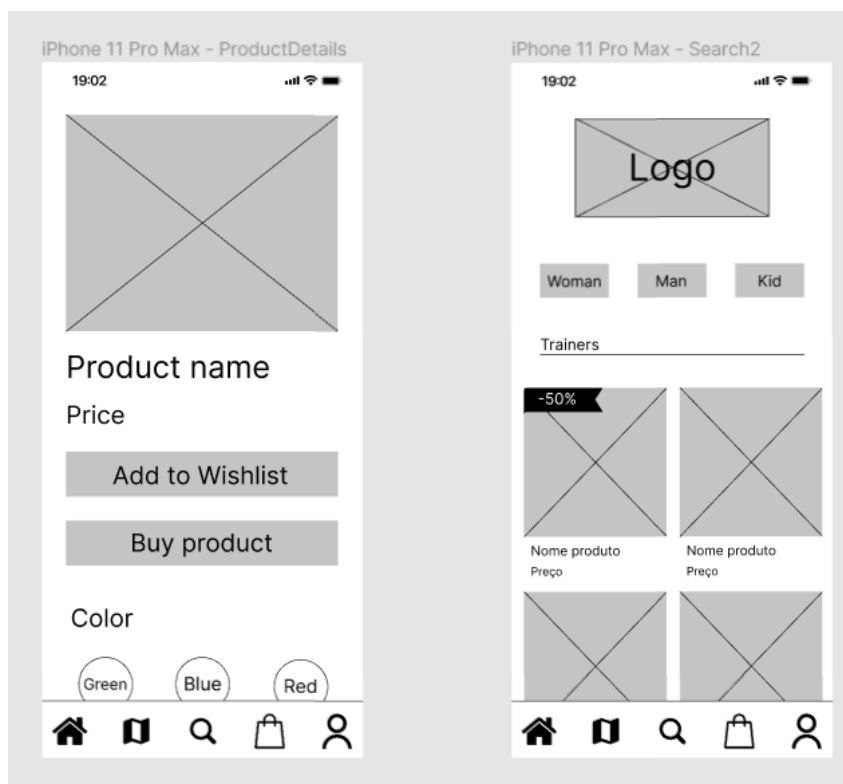 iPhone 11 Pro Max - ProductDetails
19:02
Product name
Price
Add to Wishlist
Buy product
Color
Green
Blue
Red
iPhone 11 Pro Max - Search2
19:02
Logo
Woman Man Kid
Trainers
-50%
Nome produto Nome produto
Preço Preço